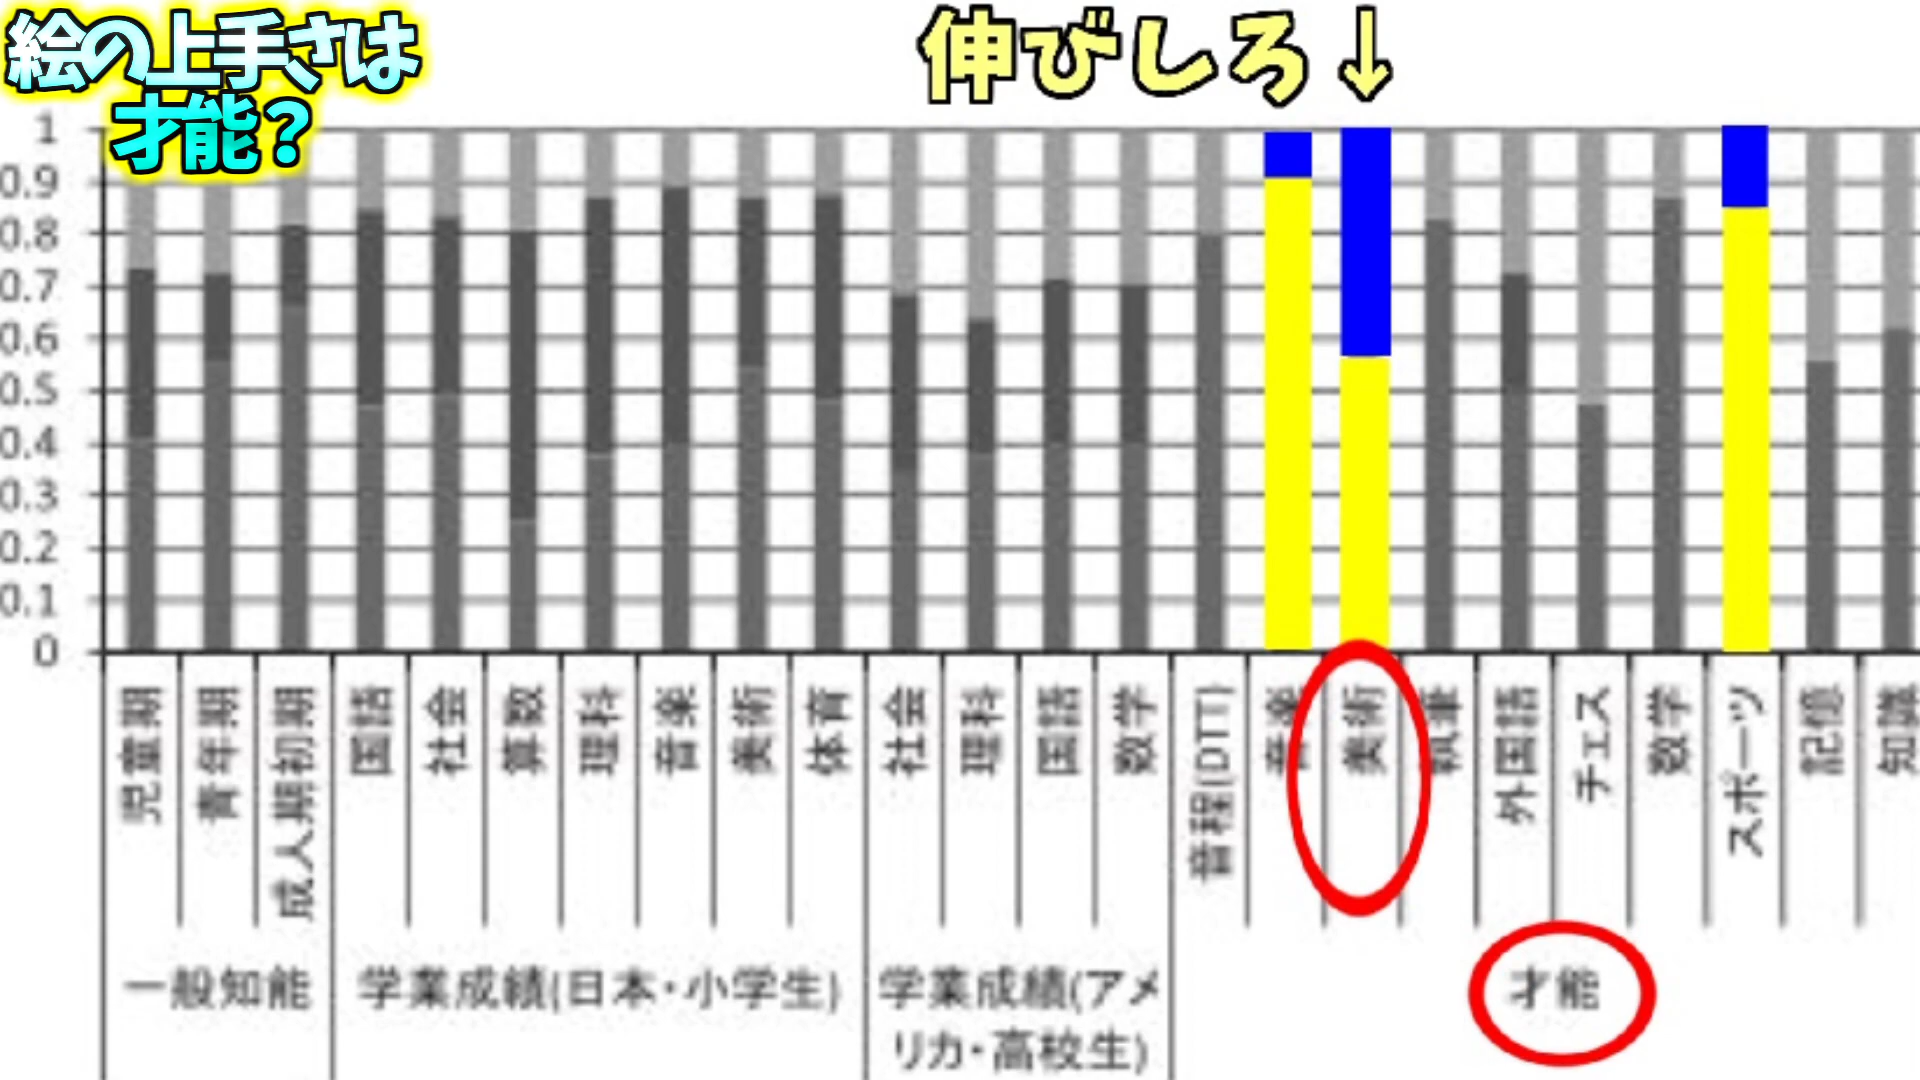 絵の上手さは
才能？
伸びしろ↓
1
0.9
0.8
0.7
0.6
0.5
0.4
0.3
0.2
0.1
0
児童期
青年期
成人期初期
国語
社会
算数
理科
音楽
美術
体育
社会
理科
国語
数学
音程(DTT)
音楽
美術
執筆
外国語
チェス
数学
スポーツ
記憶
知識
一般知能
学業成績(日本・小学生)
学業成績(アメ
リカ・高校生)
才能